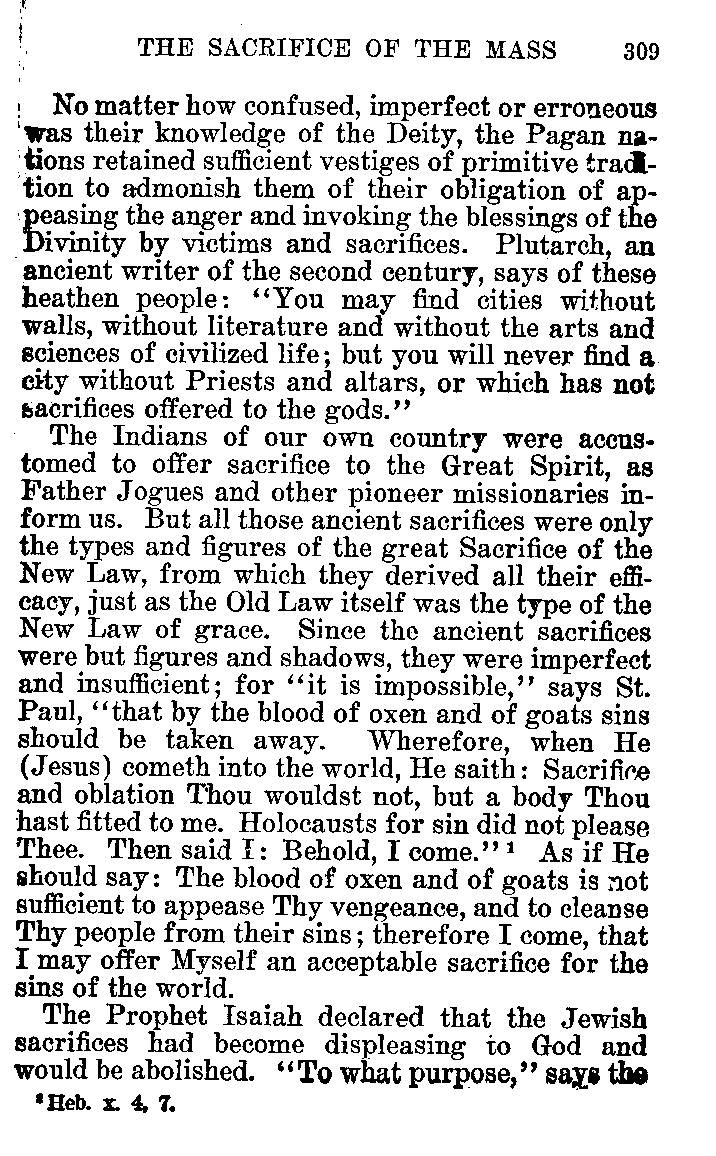 THE SACRIFICE OF THE MASS 309
No matter how confused, imperfect or erroneous
was their knowledge of the Deity, the Pagan na-
tions retained sufficient vestiges of primitive tradi-
tion to admonish them of their obligation of ap-
peasing the anger and invoking the blessings of the
Divinity by victims and sacrifices. Plutarch, an
ancient writer of the second century, says of these
heathen people: "You may find cities without
walls, without literature and without the arts and
sciences of civilized life; but you will never find a
city without Priests and altars, or which has not
sacrifices offered to the gods."
The Indians of our own country were accus-
tomed to offer sacrifice to the Great Spirit, as
Father Jogues and other pioneer missionaries in-
form us. But all those ancient sacrifices were only
the types and figures of the great Sacrifice of the
New Law, from which they derived all their effi-
cacy, just as the Old Law itself was the type of the
New Law of grace. Since the ancient sacrifices
were but figures and shadows, they were imperfect
and insufficient; for "it is impossible," says St.
Paul, "that by the blood of oxen and of goats sins
should be taken away. Wherefore, when He
(Jesus) cometh into the world, He saith: Sacrifice
and oblation Thou wouldst not, but a body Thou
hast fitted to me. Holocausts for sin did not please
Thee. Then said I: Behold, I come." ¹ As if He
should say: The blood of oxen and of goats is not
sufficient to appease Thy vengeance, and to cleanse
Thy people from their sins; therefore I come, that
I may offer Myself an acceptable sacrifice for the
sins of the world.
The Prophet Isaiah declared that the Jewish
sacrifices had become displeasing to God and
would be abolished. "To what purpose," says the
¹Heb. x. 4, 7.